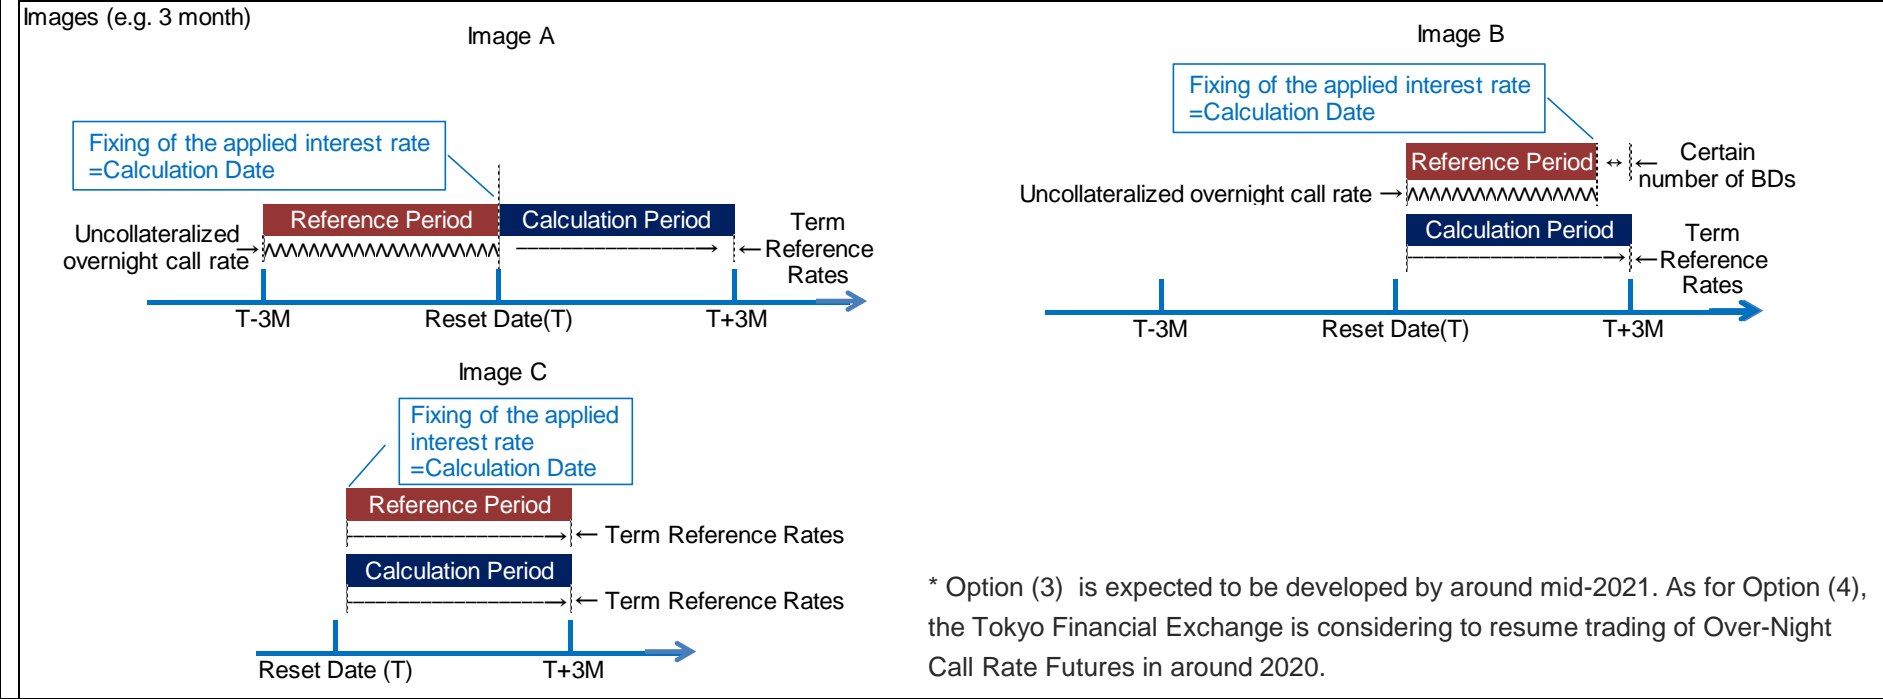 Images (e.g. 3 month)
Image A
Fixing of the applied interest rate
=Calculation Date
Reference Period
Calculation Period
Uncollateralized
overnight call rate
→
←
Term
Reference
Rates
T-3M
Reset Date(T)
T+3M
Image B
Fixing of the applied interest rate
=Calculation Date
Reference Period
↔
←
Certain
number of BDs
Uncollateralized overnight call rate →
Calculation Period
Term
←Reference
Rates
T-3M
Reset Date(T)
T+3M
Image C
Fixing of the applied
interest rate
=Calculation Date
Reference Period
← Term Reference Rates
Calculation Period
← Term Reference Rates
Reset Date (T)
T+3M
* Option (3) is expected to be developed by around mid-2021. As for Option (4),
the Tokyo Financial Exchange is considering to resume trading of Over-Night
Call Rate Futures in around 2020.